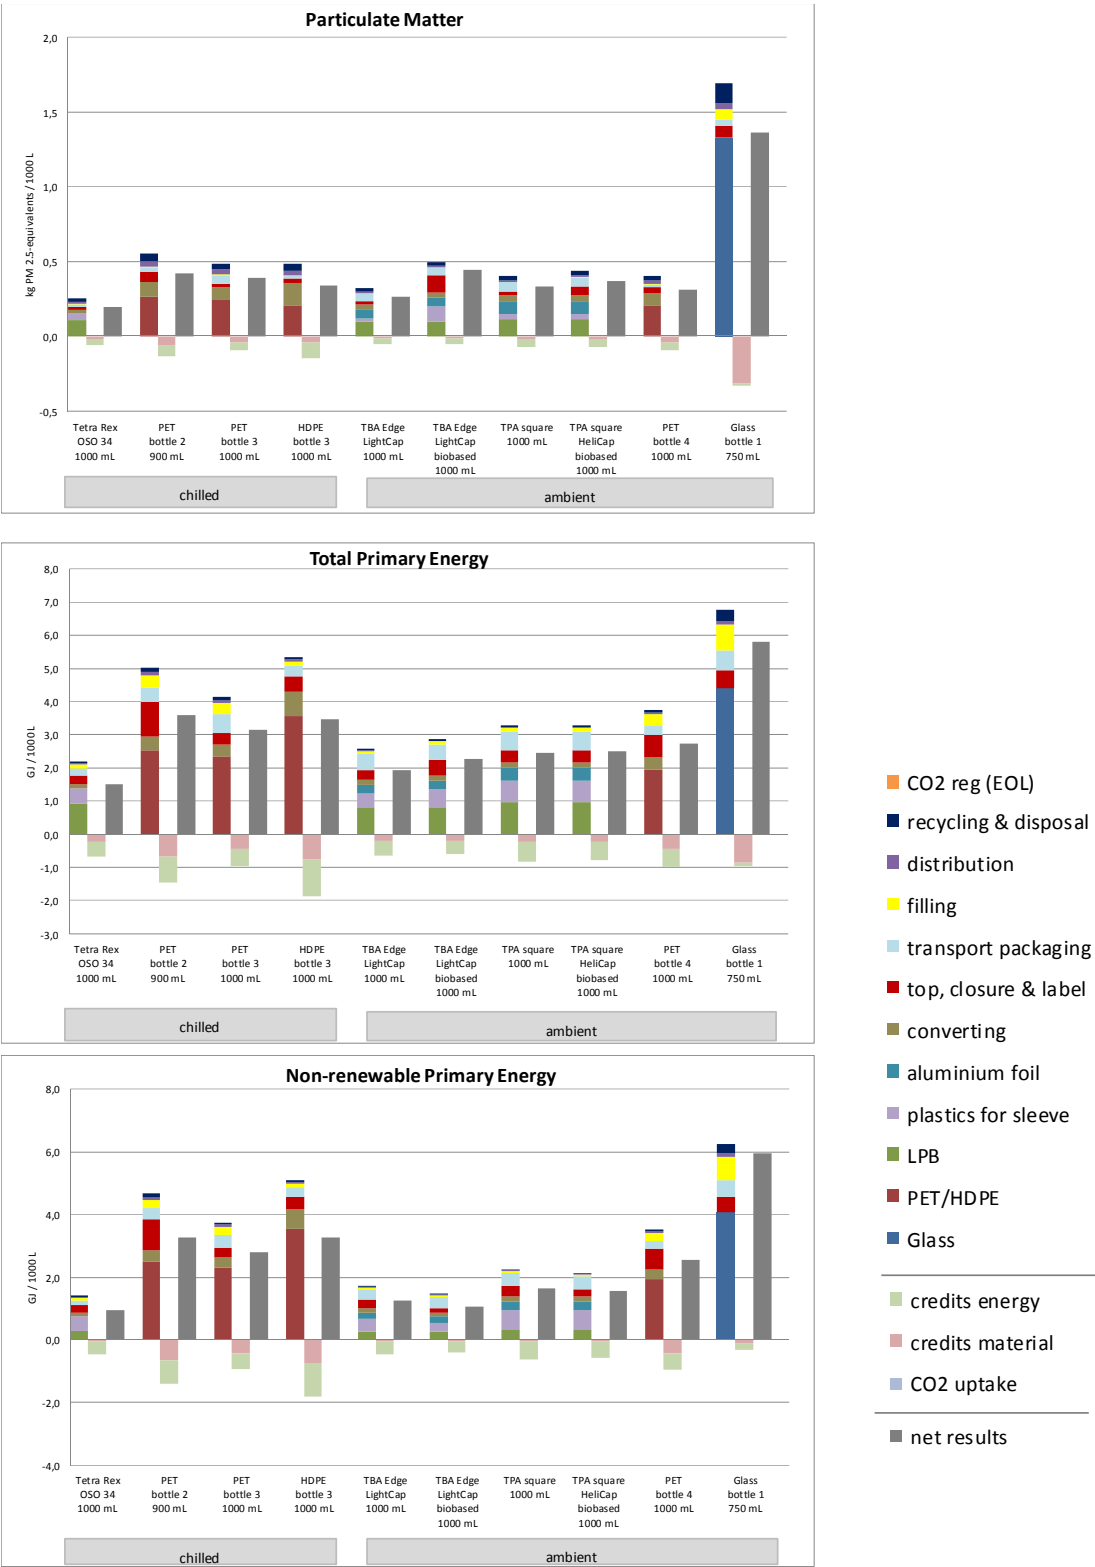 Particulate Matter
2,0
1,5
1,0
0,5
0,0
-0,5
kg PM 2.5-equivalents / 1000 L
Tetra Rex
OSO 34
1000 mL
PET
bottle 2
900 mL
PET
bottle 3
1000 mL
HDPE
bottle 3
1000 mL
TBA Edge
LightCap
1000 mL
TBA Edge
LightCap
biobased
1000 mL
TPA square
1000 mL
TPA square
HeliCap
biobased
1000 mL
PET
bottle 4
1000 mL
Glass
bottle 1
750 mL
chilled
ambient
Total Primary Energy
8,0
7,0
6,0
5,0
4,0
3,0
2,0
1,0
0,0
-1,0
-2,0
-3,0
GJ / 1000 L
Tetra Rex
OSO 34
1000 mL
PET
bottle 2
900 mL
PET
bottle 3
1000 mL
HDPE
bottle 3
1000 mL
TBA Edge
LightCap
1000 mL
TBA Edge
LightCap
biobased
1000 mL
TPA square
1000 mL
TPA square
HeliCap
biobased
1000 mL
PET
bottle 4
1000 mL
Glass
bottle 1
750 mL
chilled
ambient
Non-renewable Primary Energy
8,0
6,0
4,0
2,0
0,0
-2,0
-4,0
GJ / 1000 L
Tetra Rex
OSO 34
1000 mL
PET
bottle 2
900 mL
PET
bottle 3
1000 mL
HDPE
bottle 3
1000 mL
TBA Edge
LightCap
1000 mL
TBA Edge
LightCap
biobased
1000 mL
TPA square
1000 mL
TPA square
HeliCap
biobased
1000 mL
PET
bottle 4
1000 mL
Glass
bottle 1
750 mL
chilled
ambient
CO2 reg (EOL)
recycling & disposal
distribution
filling
transport packaging
top, closure & label
converting
aluminium foil
plastics for sleeve
LPB
PET/HDPE
Glass
credits energy
credits material
CO2 uptake
net results